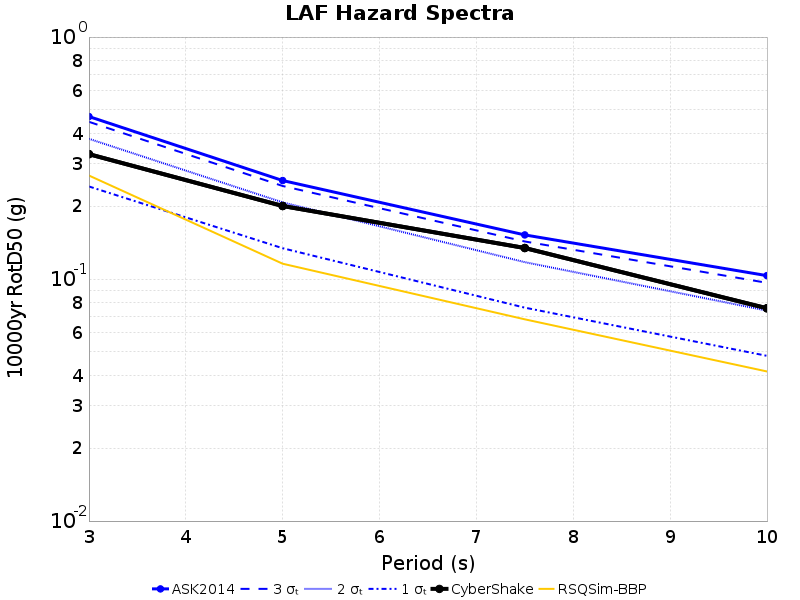 LAF Hazard Spectra
10000yr RotD50 (g)
10^0
8
6
4
3
2
10^-1
8
6
4
3
2
10^-2
3 4 5 6 7 8 9 10
Period (s)
ASK2014 3 σₜ 2 σₜ 1 σₜ CyberShake RSQSim-BBP